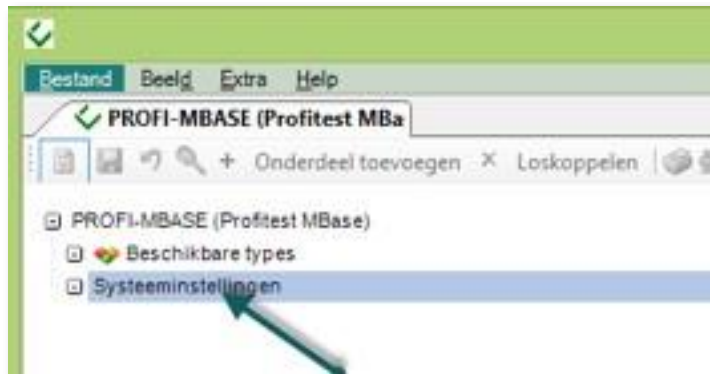 Bestand Beeld Extra Help
PROFI-MBASE (Profitest MBa
+ Onderdeel toevoegen × Loskoppelen
PROFI-MBASE (Profitest MBase)
Beschikbare types
Systeeminstellingen